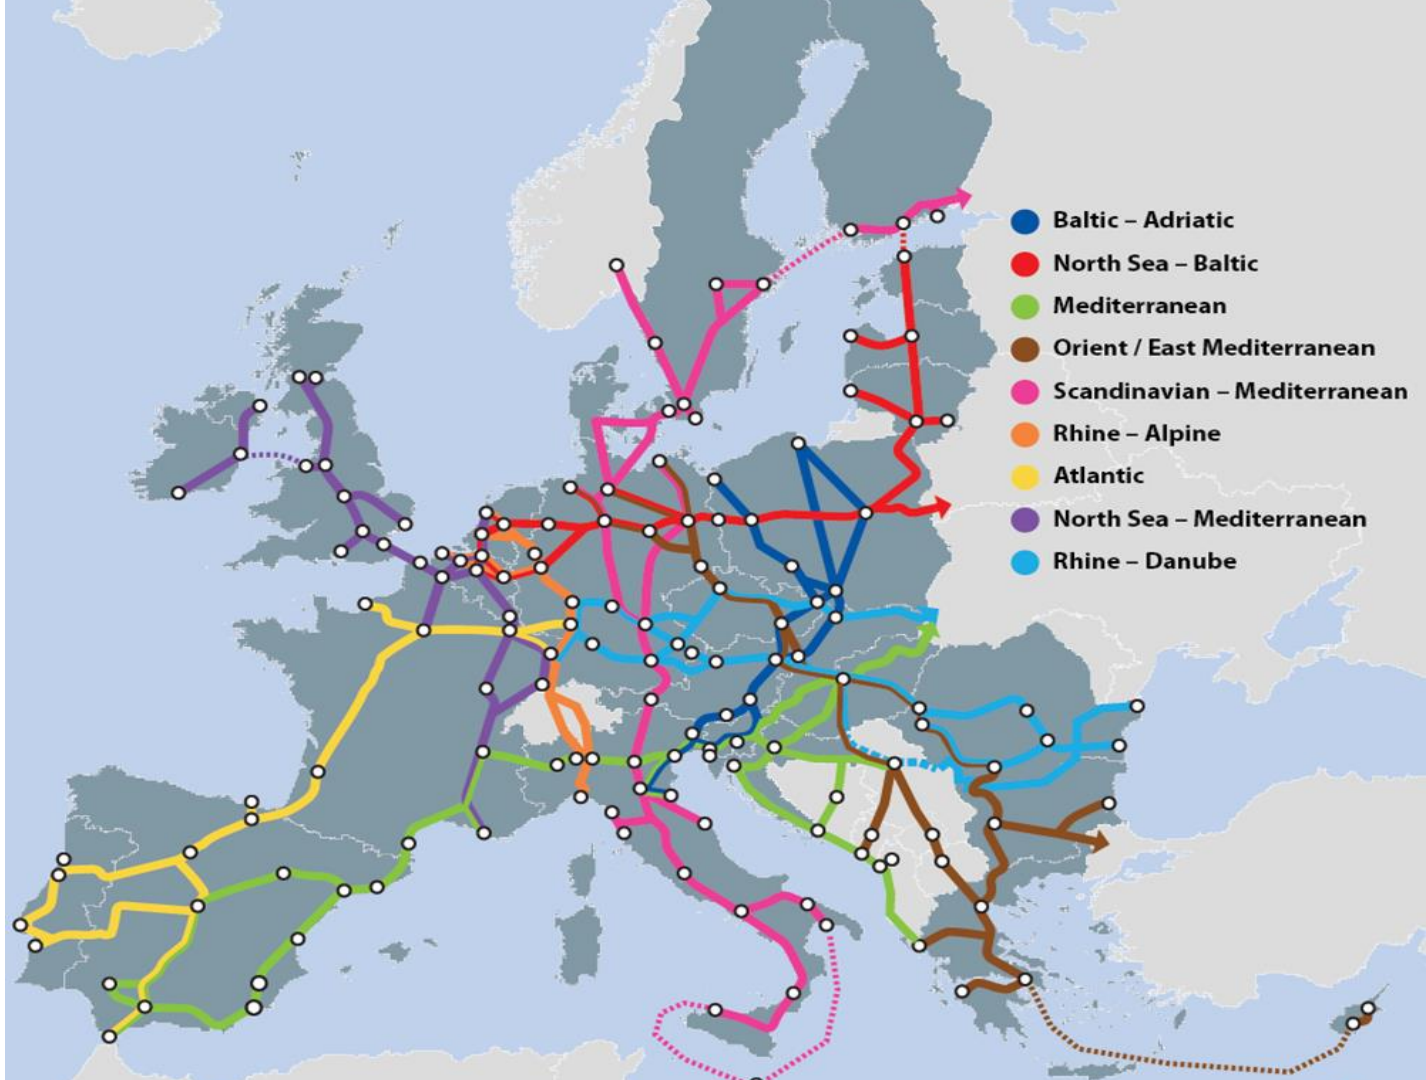 Baltic – Adriatic
North Sea – Baltic
Mediterranean
Orient / East Mediterranean
Scandinavian – Mediterranean
Rhine – Alpine
Atlantic
North Sea – Mediterranean
Rhine – Danube